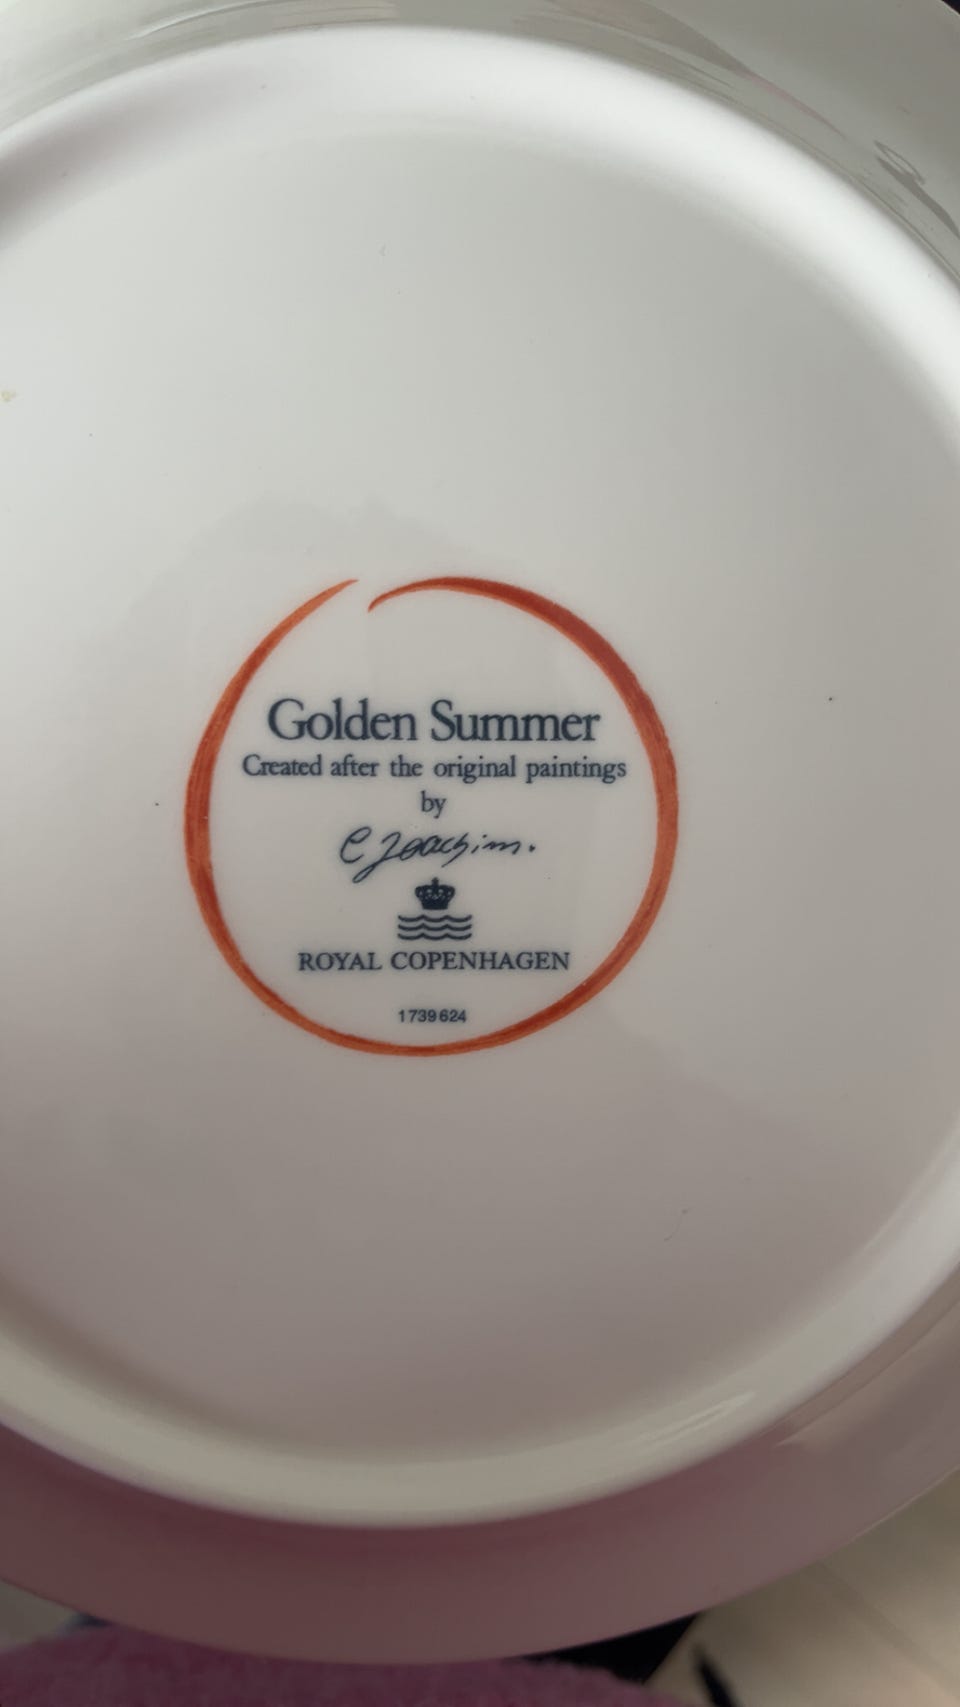 Golden Summer
Created after the original paintings
by
C Joachim.
ROYAL COPENHAGEN
1739624